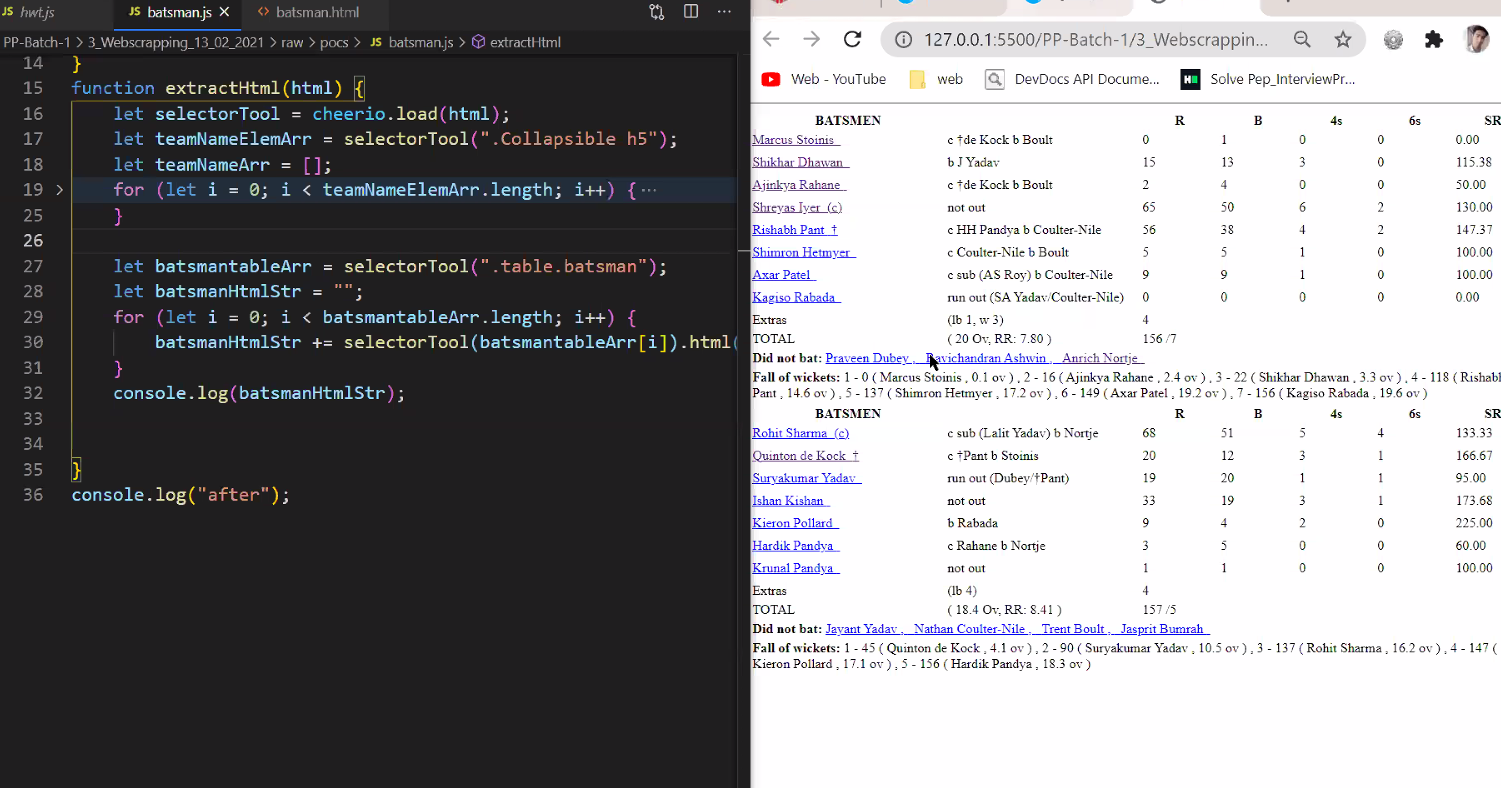 JS hwt.js JS batsman.js × <> batsman.html ···
PP-Batch-1 > 3_Webscrapping_13_02_2021 > raw > pocs > JS batsman.js > extractHtml
14 }
15 function extractHtml(html) {
16 let selectorTool = cheerio.load(html);
17 let teamNameElemArr = selectorTool(".Collapsible h5");
18 let teamNameArr = [];
19 > for (let i = 0; i < teamNameElemArr.length; i++) { ···
25 }
26
27 let batsmantableArr = selectorTool(".table.batsman");
28 let batsmanHtmlStr = "";
29 for (let i = 0; i < batsmantableArr.length; i++) {
30 batsmanHtmlStr += selectorTool(batsmantableArr[i]).html(
31 }
32 console.log(batsmanHtmlStr);
33
34
35 }
36 console.log("after");
127.0.0.1:5500/PP-Batch-1/3_Webscrappin...
Web - YouTube web DevDocs API Docume... Solve Pep_InterviewPr...
BATSMEN R B 4s 6s SR
Marcus Stoinis c †de Kock b Boult 0 1 0 0 0.00
Shikhar Dhawan b J Yadav 15 13 3 0 115.38
Ajinkya Rahane c †de Kock b Boult 2 4 0 0 50.00
Shreyas Iyer (c) not out 65 50 6 2 130.00
Rishabh Pant † c HH Pandya b Coulter-Nile 56 38 4 2 147.37
Shimron Hetmyer c Coulter-Nile b Boult 5 5 1 0 100.00
Axar Patel c sub (AS Roy) b Coulter-Nile 9 9 1 0 100.00
Kagiso Rabada run out (SA Yadav/Coulter-Nile) 0 0 0 0 0.00
Extras (lb 1, w 3) 4
TOTAL ( 20 Ov, RR: 7.80 ) 156 /7
Did not bat: Praveen Dubey , Ravichandran Ashwin , Anrich Nortje
Fall of wickets: 1 - 0 ( Marcus Stoinis , 0.1 ov ) , 2 - 16 ( Ajinkya Rahane , 2.4 ov ) , 3 - 22 ( Shikhar Dhawan , 3.3 ov ) , 4 - 118 ( Rishabh
Pant , 14.6 ov ) , 5 - 137 ( Shimron Hetmyer , 17.2 ov ) , 6 - 149 ( Axar Patel , 19.2 ov ) , 7 - 156 ( Kagiso Rabada , 19.6 ov )
BATSMEN R B 4s 6s SR
Rohit Sharma (c) c sub (Lalit Yadav) b Nortje 68 51 5 4 133.33
Quinton de Kock † c †Pant b Stoinis 20 12 3 1 166.67
Suryakumar Yadav run out (Dubey/†Pant) 19 20 1 1 95.00
Ishan Kishan not out 33 19 3 1 173.68
Kieron Pollard b Rabada 9 4 2 0 225.00
Hardik Pandya c Rahane b Nortje 3 5 0 0 60.00
Krunal Pandya not out 1 1 0 0 100.00
Extras (lb 4) 4
TOTAL ( 18.4 Ov, RR: 8.41 ) 157 /5
Did not bat: Jayant Yadav , Nathan Coulter-Nile , Trent Boult , Jasprit Bumrah
Fall of wickets: 1 - 45 ( Quinton de Kock , 4.1 ov ) , 2 - 90 ( Suryakumar Yadav , 10.5 ov ) , 3 - 137 ( Rohit Sharma , 16.2 ov ) , 4 - 147 (
Kieron Pollard , 17.1 ov ) , 5 - 156 ( Hardik Pandya , 18.3 ov )